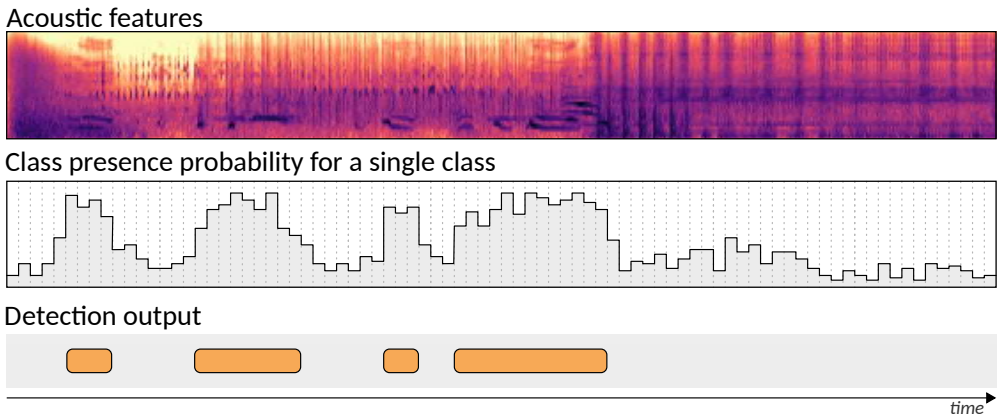 Acoustic features
Class presence probability for a single class
Detection output
time